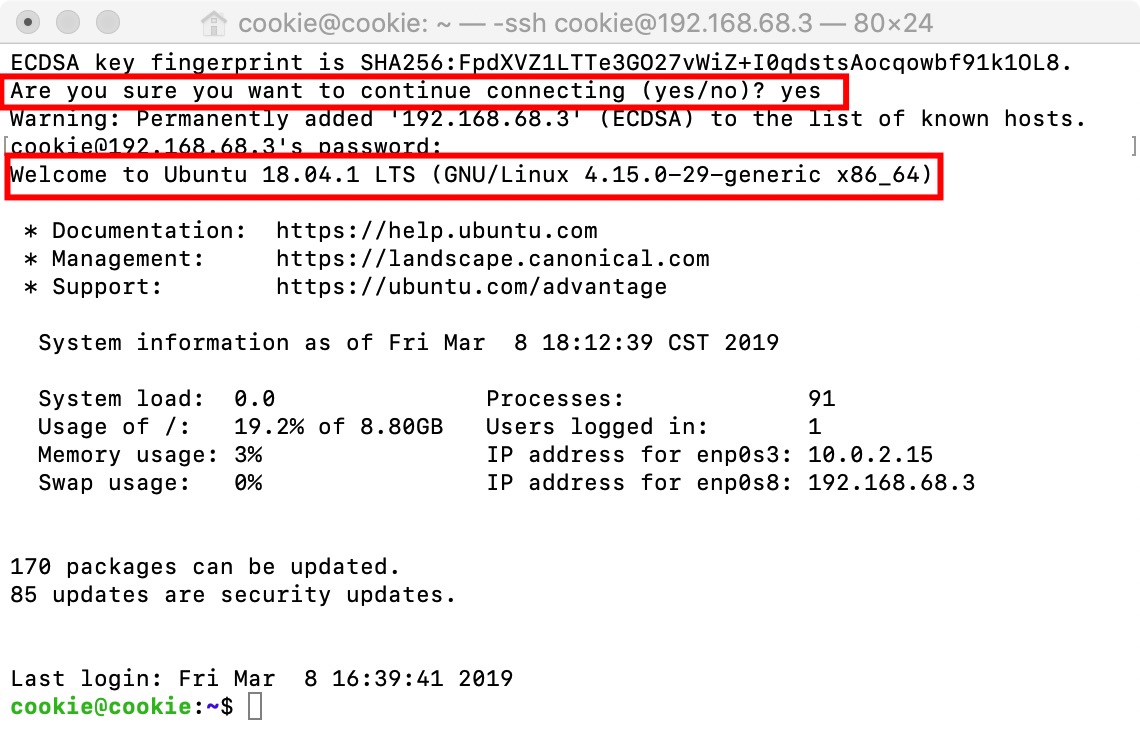 cookie@cookie: ~ — -ssh cookie@192.168.68.3 — 80×24
ECDSA key fingerprint is SHA256:FpdXVZ1LTTe3GO27vWiZ+I0qdstsAocqowbf91k1OL8.
Are you sure you want to continue connecting (yes/no)? yes
Warning: Permanently added '192.168.68.3' (ECDSA) to the list of known hosts.
[cookie@192.168.68.3's password: ]
Welcome to Ubuntu 18.04.1 LTS (GNU/Linux 4.15.0-29-generic x86_64)
* Documentation: https://help.ubuntu.com
* Management: https://landscape.canonical.com
* Support: https://ubuntu.com/advantage
System information as of Fri Mar 8 18:12:39 CST 2019
System load: 0.0 Processes: 91
Usage of /: 19.2% of 8.80GB Users logged in: 1
Memory usage: 3% IP address for enp0s3: 10.0.2.15
Swap usage: 0% IP address for enp0s8: 192.168.68.3
170 packages can be updated.
85 updates are security updates.
Last login: Fri Mar 8 16:39:41 2019
cookie@cookie:~$